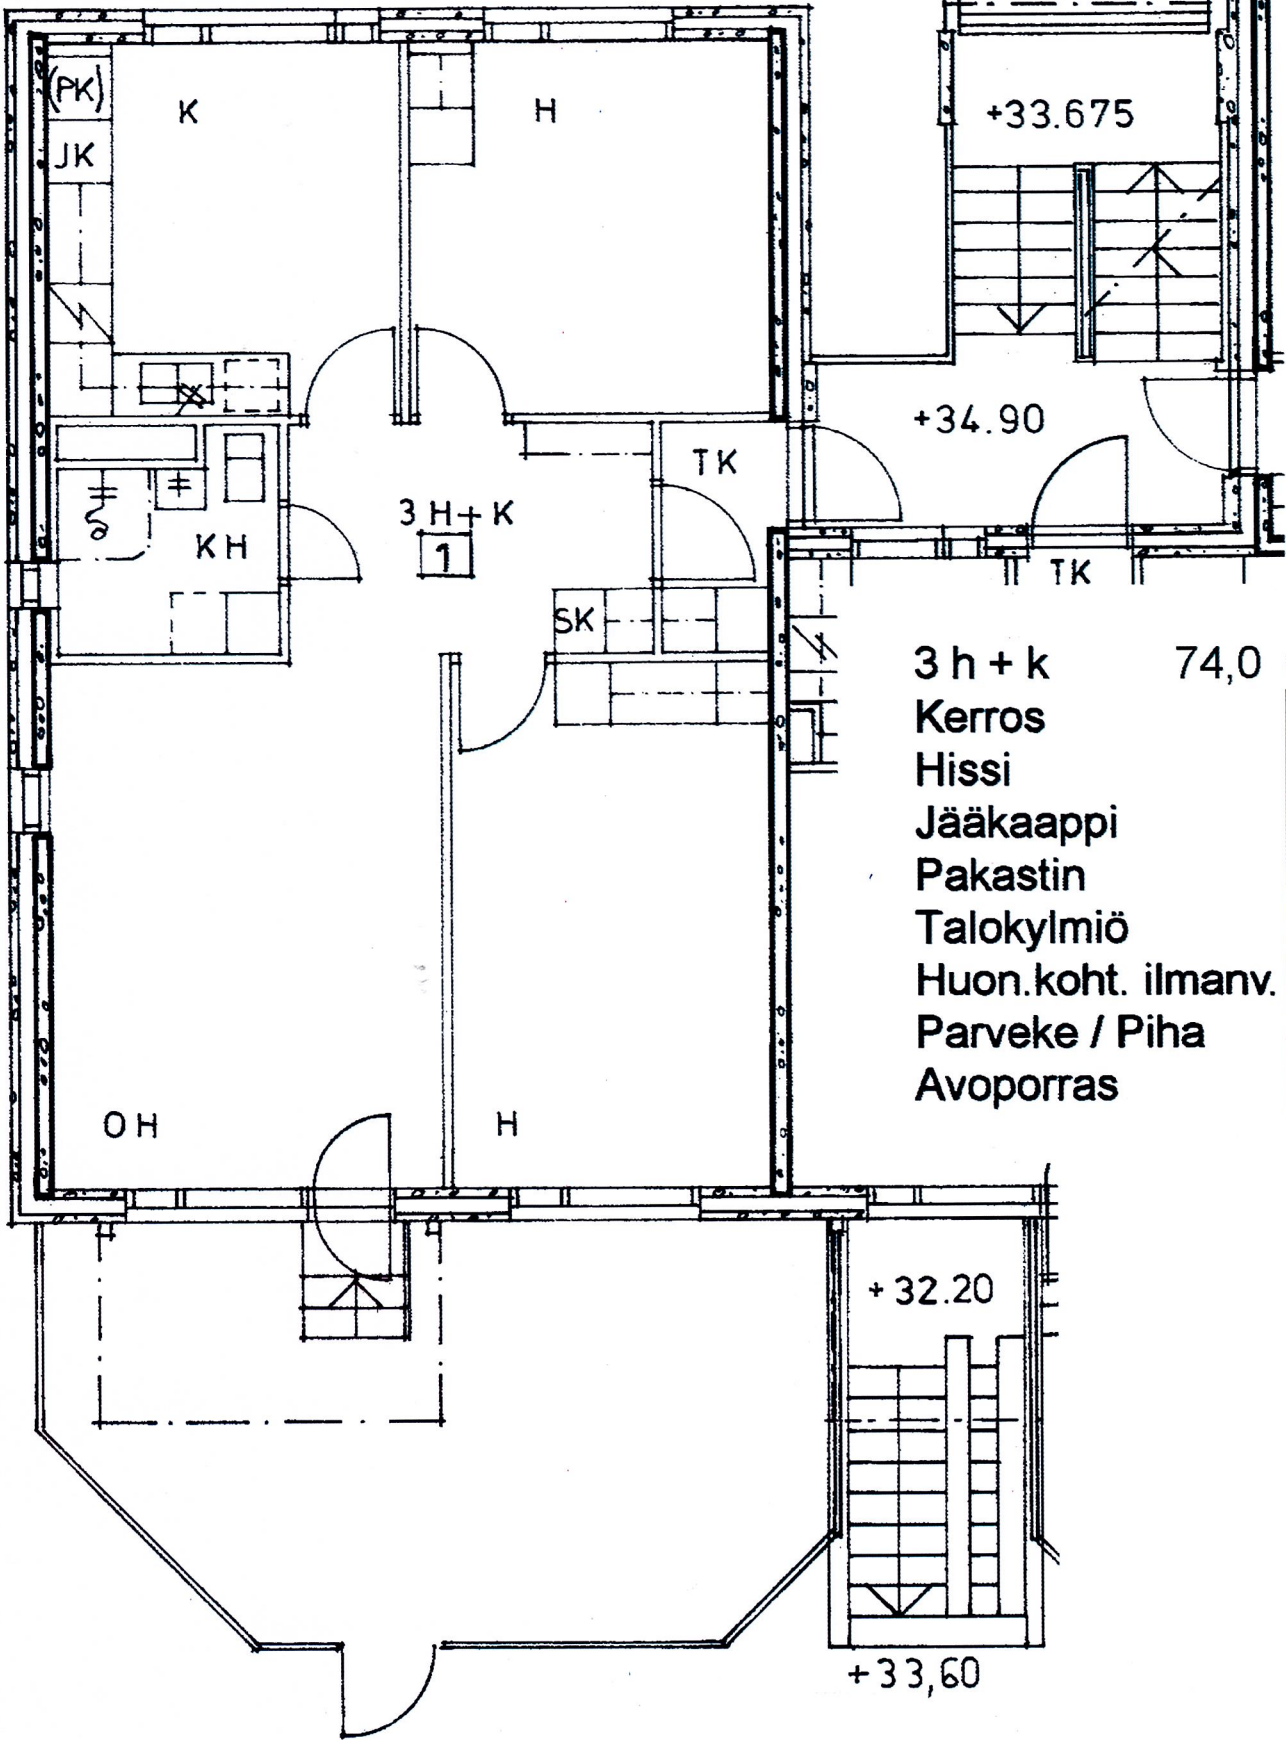 (PK)
K
H
+33.675
JK
+34.90
TK
3 H + K
KH
1
TK
SK
3 h + k 74,0
Kerros
Hissi
Jääkaappi
Pakastin
Talokylmiö
Huon.koht. ilmanv.
Parveke / Piha
Avoporras
OH
H
+32.20
+33,60